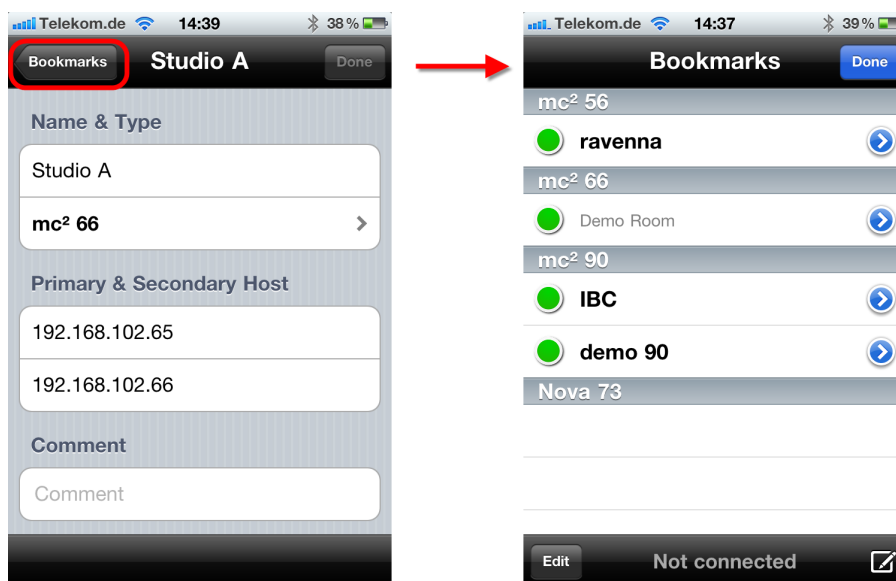 Telekom.de 14:39 38 %
Bookmarks Studio A Done
Name & Type
Studio A
mc² 66
Primary & Secondary Host
192.168.102.65
192.168.102.66
Comment
Comment
Telekom.de 14:37 39 %
Bookmarks Done
mc² 56
ravenna
mc² 66
Demo Room
mc² 90
IBC
demo 90
Nova 73
Edit Not connected